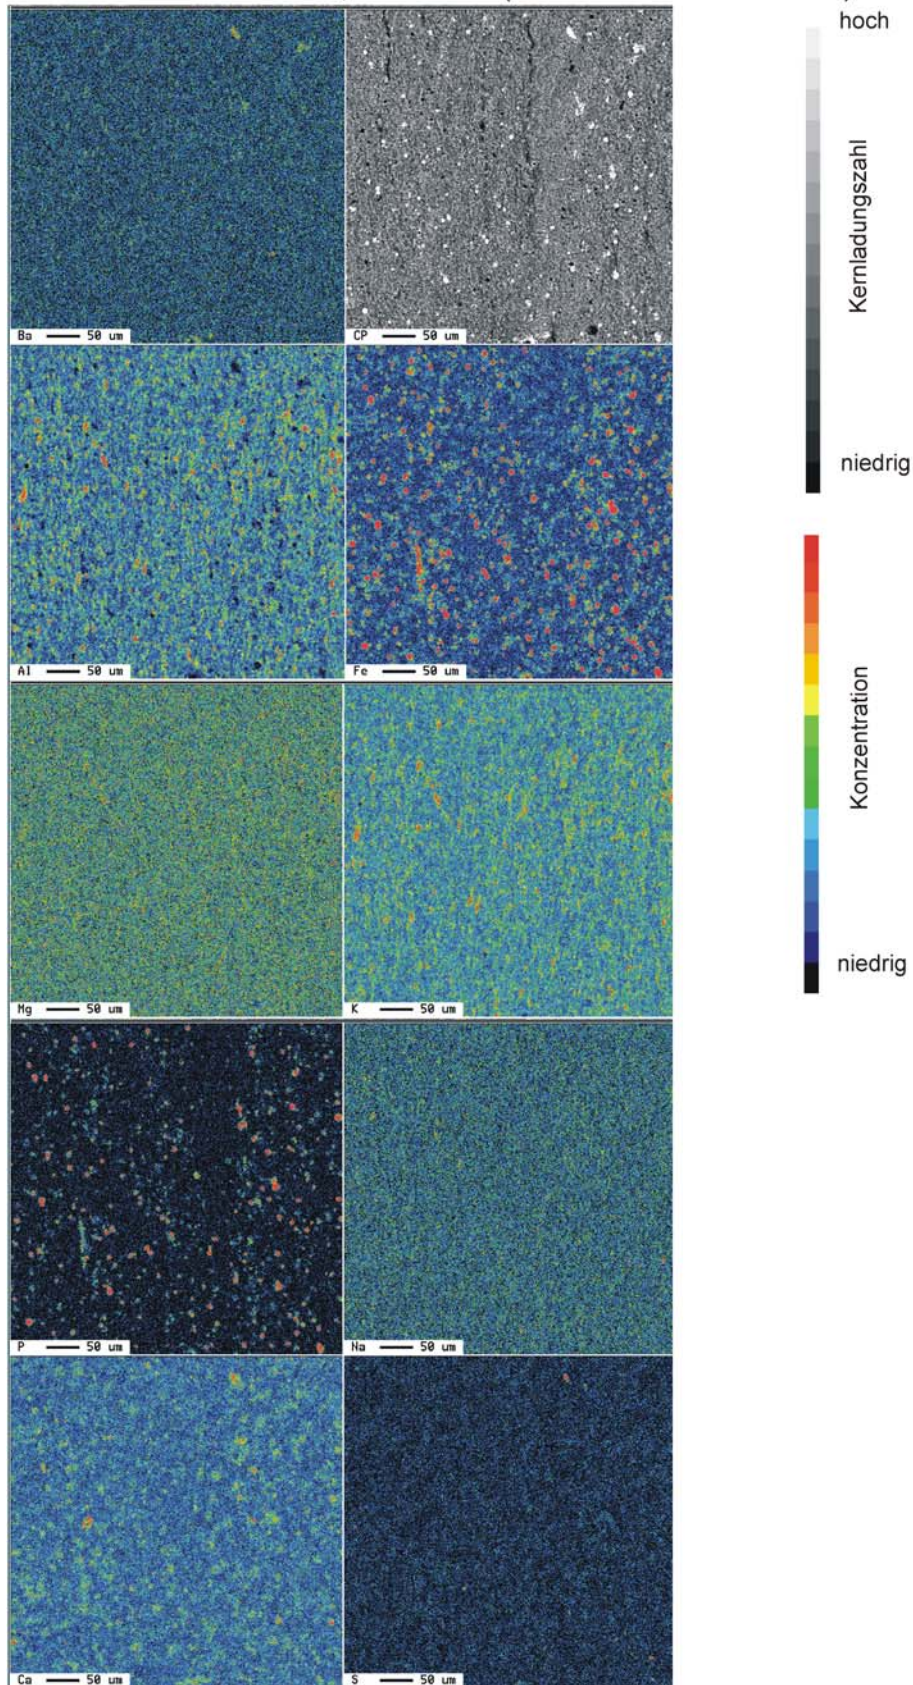 hoch
Kernladungszahl
niedrig
Ba 50 um
CP 50 um
Al 50 um
Fe 50 um
Konzentration
niedrig
Mg 50 um
K 50 um
P 50 um
Na 50 um
Ca 50 um
S 50 um